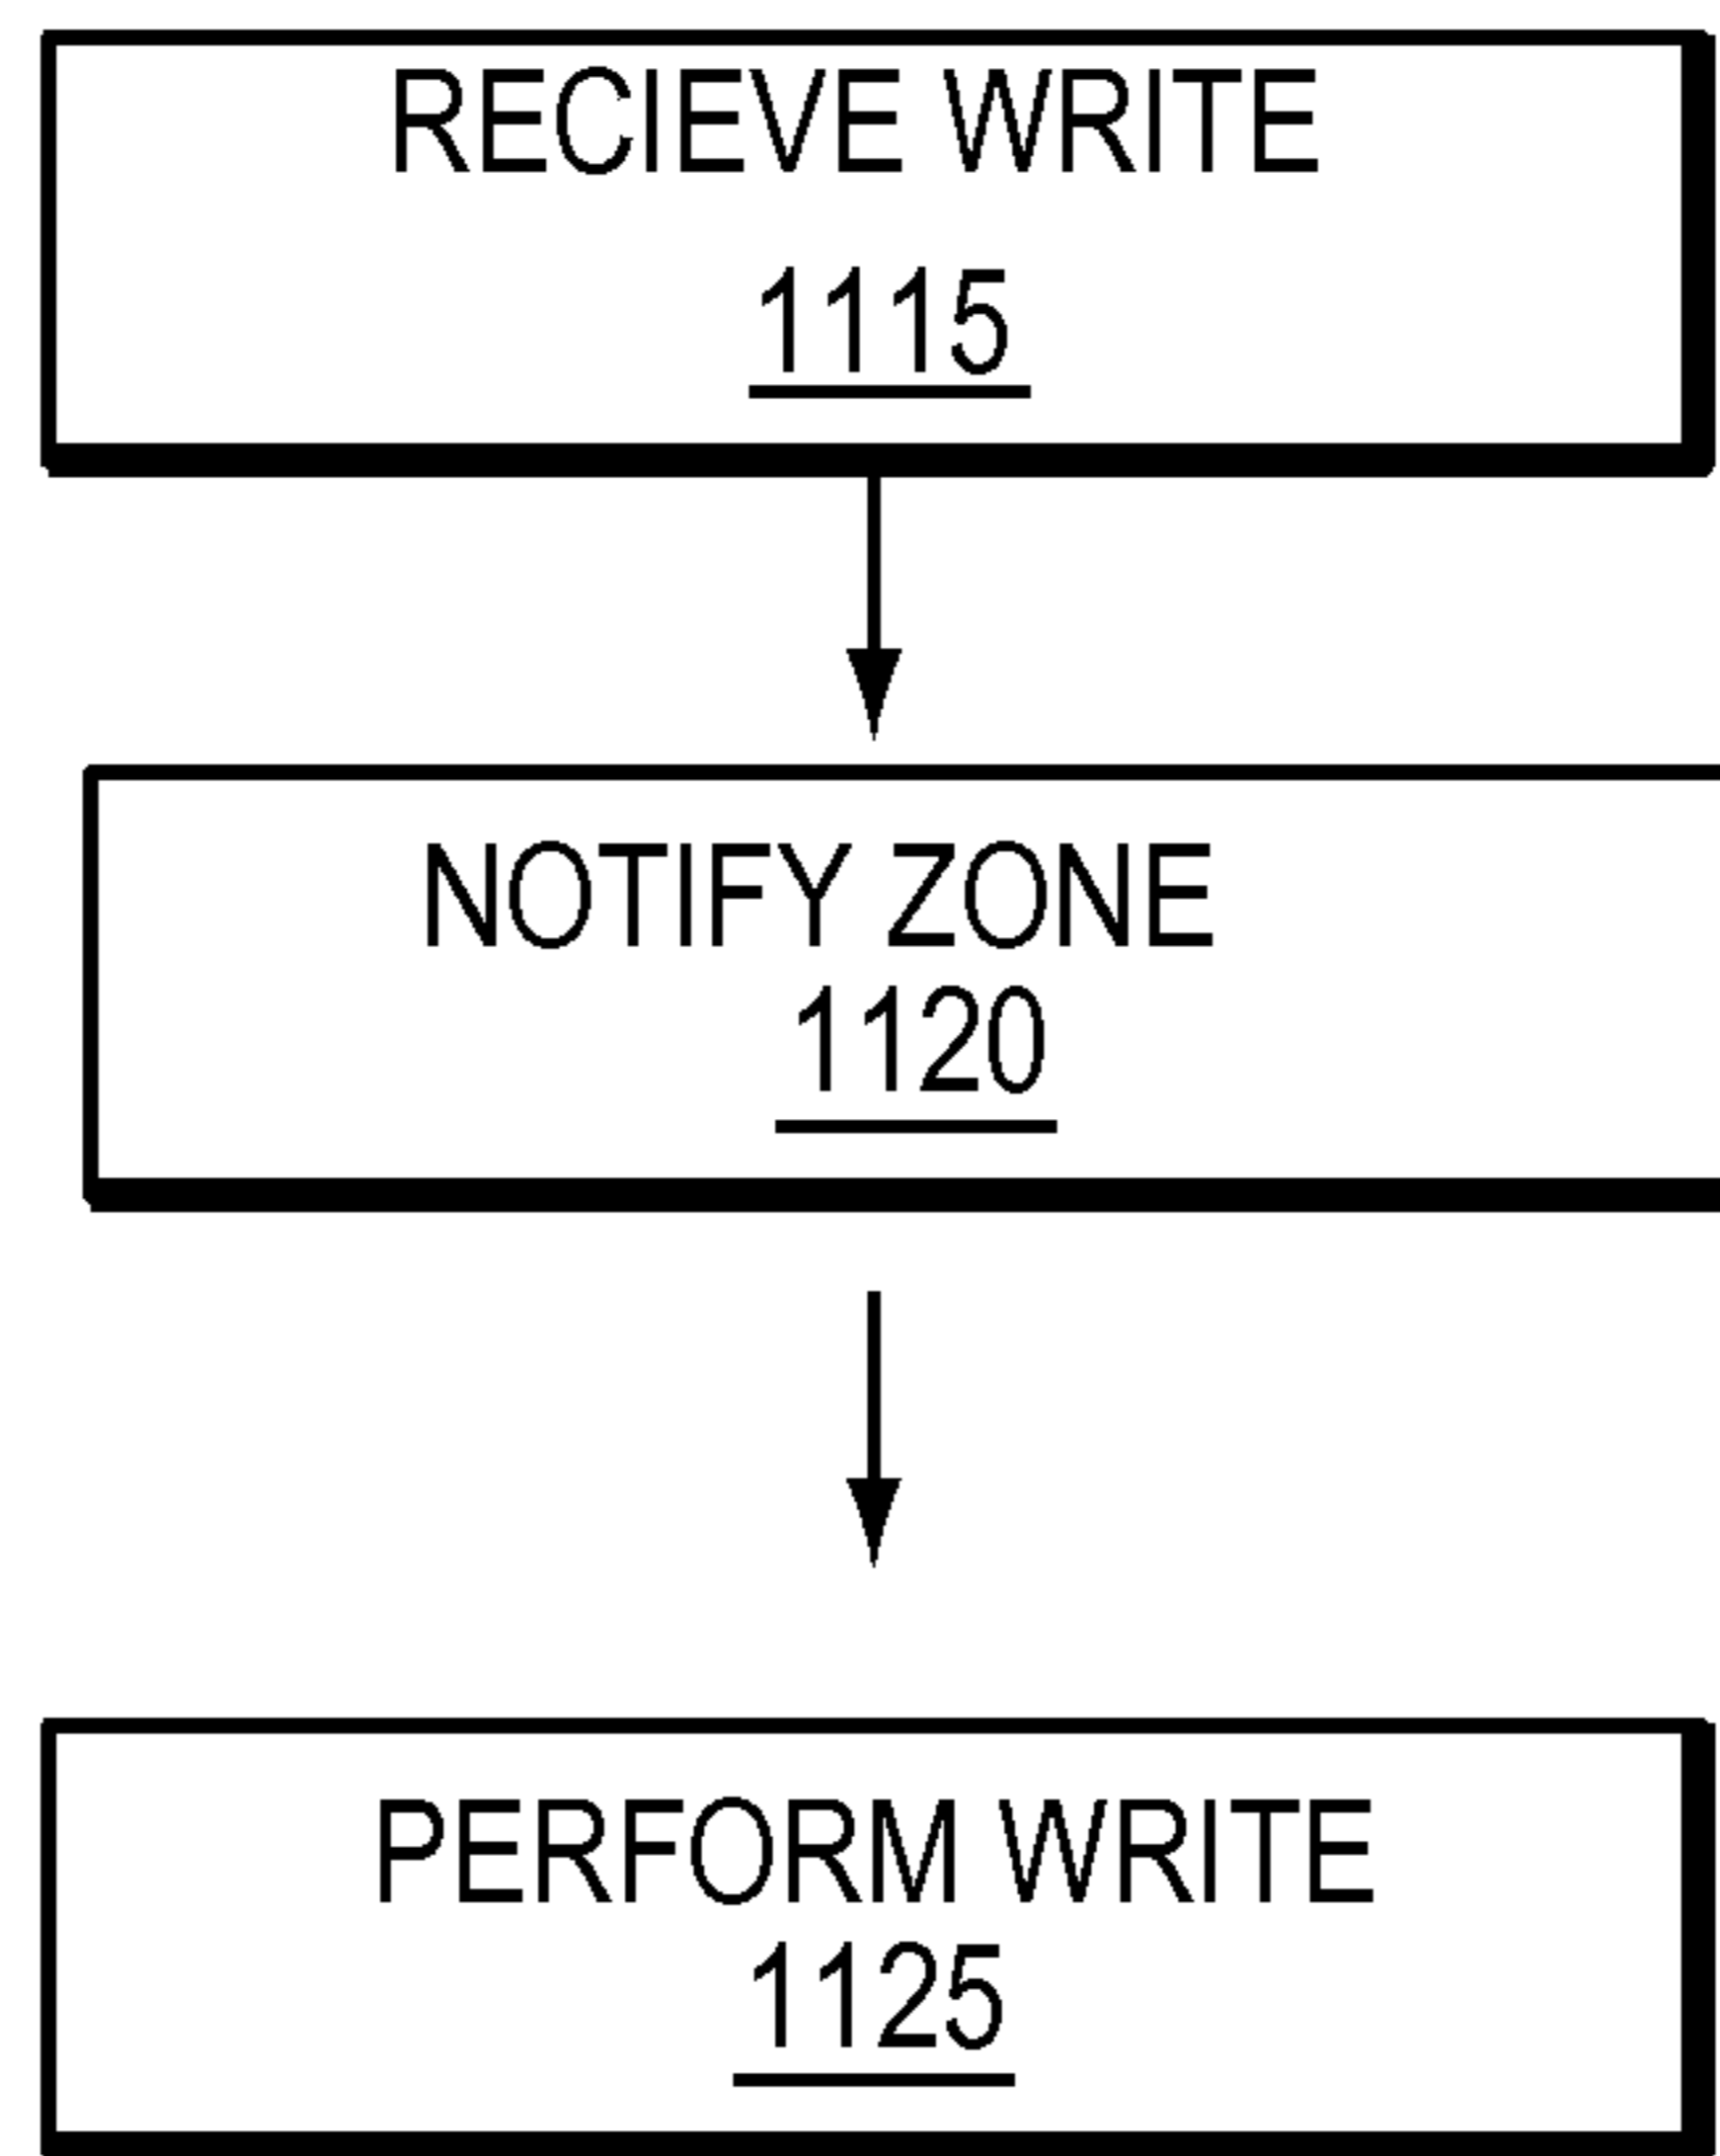 RECIEVE WRITE
1115
NOTIFY ZONE
1120
PERFORM WRITE
1125